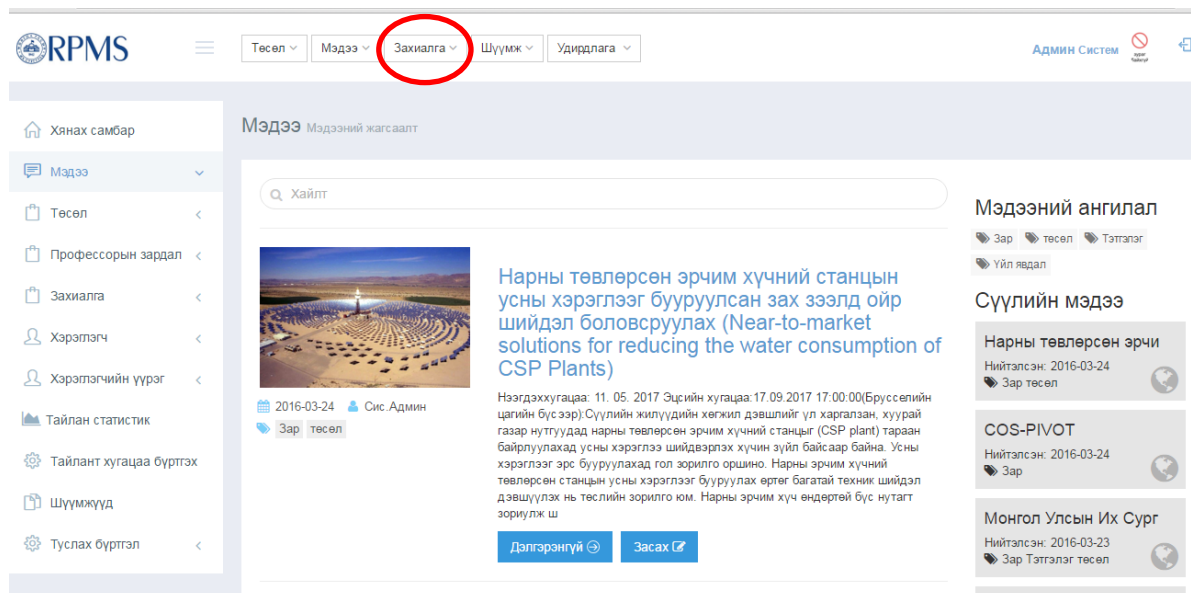 RPMS
Төсөл
Мэдээ
Захиалга
Шүүмж
Удирдлага
Админ Систем
Хянах самбар
Мэдээ
Төсөл
Профессорын зардал
Захиалга
Хэрэглэгч
Хэрэглэгчийн үүрэг
Тайлан статистик
Тайлант хугацаа бүртгэх
Шүүмжүүд
Туслах бүртгэл
Мэдээ Мэдээний жагсаалт
Хайлт
2016-03-24 Сис.Админ
Зар төсөл
Нарны төвлөрсөн эрчим хүчний станцын
усны хэрэглээг бууруулсан зах зээлд ойр
шийдэл боловсруулах (Near-to-market
solutions for reducing the water consumption of
CSP Plants)
Нээгдэххугацаа: 11. 05. 2017 Эцсийн хугацаа:17.09.2017 17:00:00(Брусселийн
цагийн бүсээр):Сүүлийн жилүүдийн хөгжил дэвшлийг үл харгалзан, хуурай
газар нутгуудад нарны төвлөрсөн эрчим хүчний станцыг (CSP plant) тараан
байрлуулахад усны хэрэглээ шийдвэрлэх хүчин зүйл байсаар байна. Усны
хэрэглээг эрс бууруулахад гол зорилго оршино. Нарны эрчим хүчний
төвлөрсөн станцын усны хэрэглээг бууруулах өртөг багатай техник шийдэл
дэвшүүлэх нь төслийн зорилго юм. Нарны эрчим хүч өндөртөй бүс нутагт
зориулж ш
Дэлгэрэнгүй
Засах
Мэдээний ангилал
Зар төсөл Тэтгэлэг
Үйл явдал
Сүүлийн мэдээ
Нарны төвлөрсөн эрчи
Нийтэлсэн: 2016-03-24
Зар төсөл
COS-PIVOT
Нийтэлсэн: 2016-03-24
Зар
Монгол Улсын Их Сург
Нийтэлсэн: 2016-03-23
Зар Тэтгэлэг төсөл